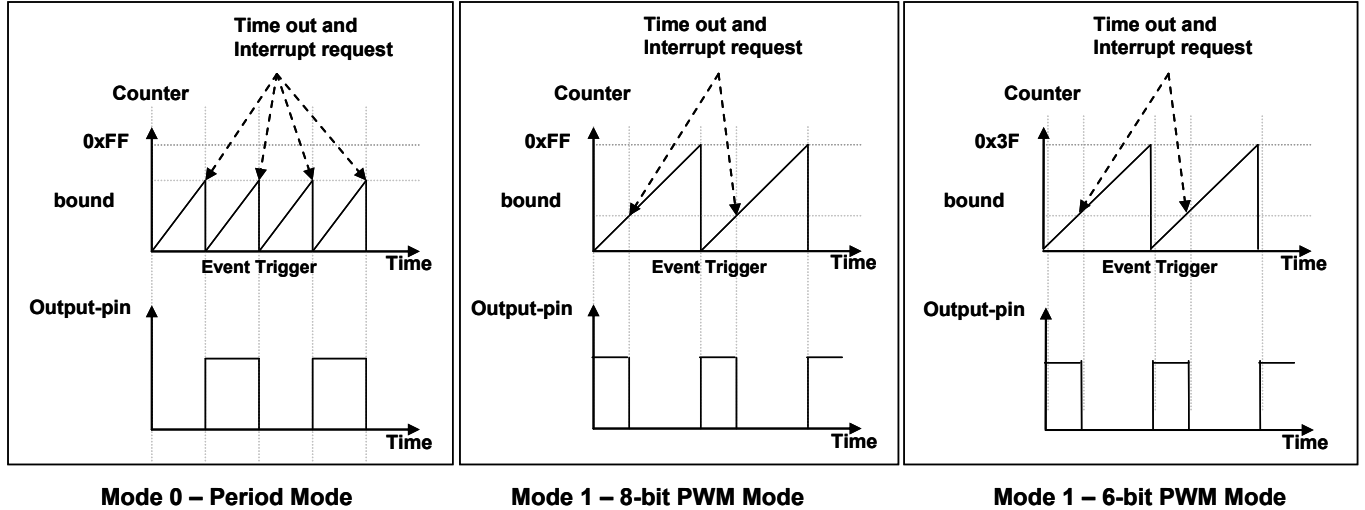 Time out and
Interrupt request
Counter
0xFF
bound
Event Trigger
Time
Output-pin
Time
Mode 0 – Period Mode
Time out and
Interrupt request
Counter
0xFF
bound
Event Trigger
Time
Output-pin
Time
Mode 1 – 8-bit PWM Mode
Time out and
Interrupt request
Counter
0x3F
bound
Event Trigger
Time
Output-pin
Time
Mode 1 – 6-bit PWM Mode